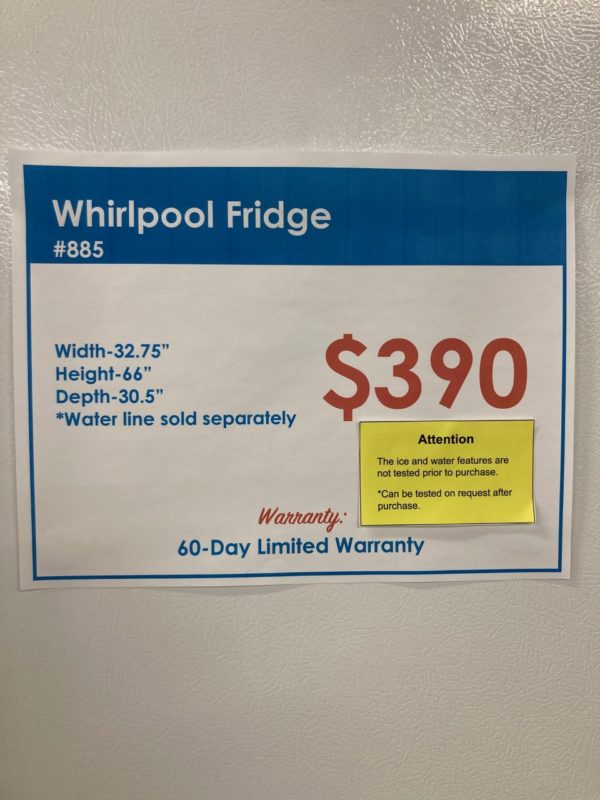 Whirlpool Fridge
#885
Width-32.75”
Height-66”
Depth-30.5”
*Water line sold separately
$390
Attention
The ice and water features are
not tested prior to purchase.
*Can be tested on request after
purchase.
Warranty:
60-Day Limited Warranty